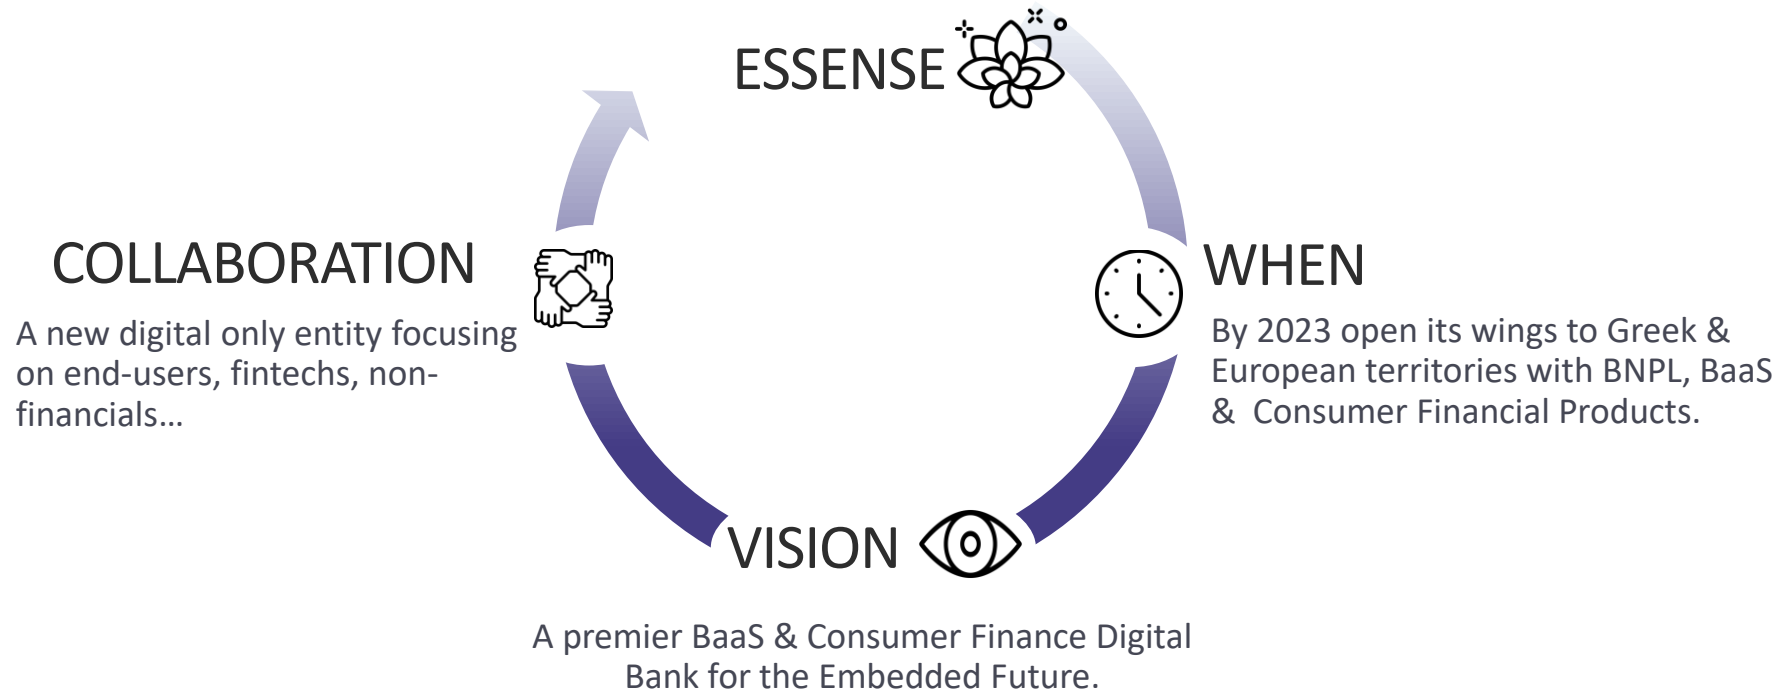 ESSENSE
COLLABORATION
A new digital only entity focusing
on end-users, fintechs, non-
financials…
WHEN
By 2023 open its wings to Greek &
European territories with BNPL, BaaS
&  Consumer Financial Products.
VISION
A premier BaaS & Consumer Finance Digital
Bank for the Embedded Future.